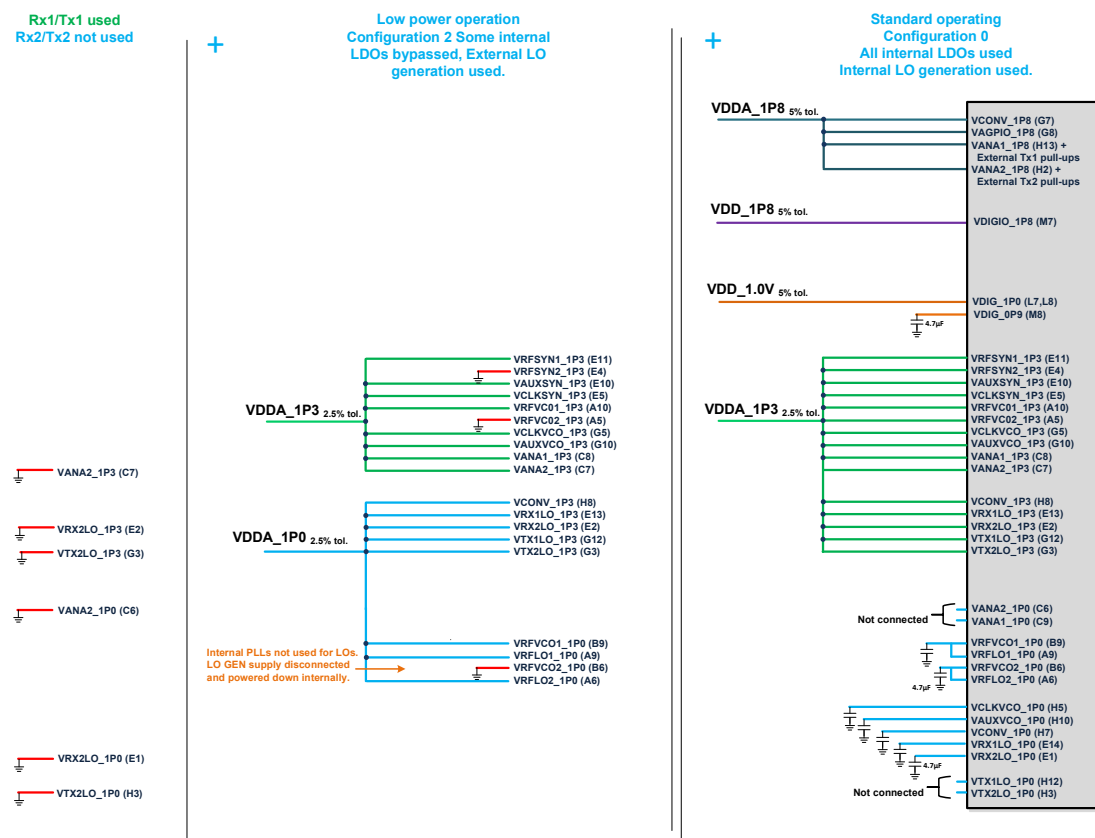 Rx1/Tx1 used
Rx2/Tx2 not used
VANA2_1P3 (C7)
VRX2LO_1P3 (E2)
VTX2LO_1P3 (G3)
VANA2_1P0 (C6)
VRX2LO_1P0 (E1)
VTX2LO_1P0 (H3)
+
Low power operation
Configuration 2 Some internal
LDOs bypassed, External LO
generation used.
VDDA_1P3 2.5% tol.
VRFSYN1_1P3 (E11)
VRFSYN2_1P3 (E4)
VAUXSYN_1P3 (E10)
VCLKSYN_1P3 (E5)
VRFVC01_1P3 (A10)
VRFVC02_1P3 (A5)
VCLKVCO_1P3 (G5)
VAUXVCO_1P3 (G10)
VANA1_1P3 (C8)
VANA2_1P3 (C7)
VDDA_1P0 2.5% tol.
VCONV_1P3 (H8)
VRX1LO_1P3 (E13)
VRX2LO_1P3 (E2)
VTX1LO_1P3 (G12)
VTX2LO_1P3 (G3)
Internal PLLs not used for LOs.
LO GEN supply disconnected
and powered down internally.
VRFVCO1_1P0 (B9)
VRFLO1_1P0 (A9)
VRFVCO2_1P0 (B6)
VRFLO2_1P0 (A6)
+
Standard operating
Configuration 0
All internal LDOs used
Internal LO generation used.
VDDA_1P8 5% tol.
VCONV_1P8 (G7)
VAGPIO_1P8 (G8)
VANA1_1P8 (H13) +
External Tx1 pull-ups
VANA2_1P8 (H2) +
External Tx2 pull-ups
VDD_1P8 5% tol.
VDIGIO_1P8 (M7)
VDD_1.0V 5% tol.
VDIG_1P0 (L7,L8)
VDIG_0P9 (M8)
4.7µF
VDDA_1P3 2.5% tol.
VRFSYN1_1P3 (E11)
VRFSYN2_1P3 (E4)
VAUXSYN_1P3 (E10)
VCLKSYN_1P3 (E5)
VRFVC01_1P3 (A10)
VRFVC02_1P3 (A5)
VCLKVCO_1P3 (G5)
VAUXVCO_1P3 (G10)
VANA1_1P3 (C8)
VANA2_1P3 (C7)
VCONV_1P3 (H8)
VRX1LO_1P3 (E13)
VRX2LO_1P3 (E2)
VTX1LO_1P3 (G12)
VTX2LO_1P3 (G3)
Not connected
VANA2_1P0 (C6)
VANA1_1P0 (C9)
VRFVCO1_1P0 (B9)
VRFLO1_1P0 (A9)
VRFVCO2_1P0 (B6)
VRFLO2_1P0 (A6)
4.7µF
VCLKVCO_1P0 (H5)
VAUXVCO_1P0 (H10)
VCONV_1P0 (H7)
VRX1LO_1P0 (E14)
VRX2LO_1P0 (E1)
4.7µF
Not connected
VTX1LO_1P0 (H12)
VTX2LO_1P0 (H3)